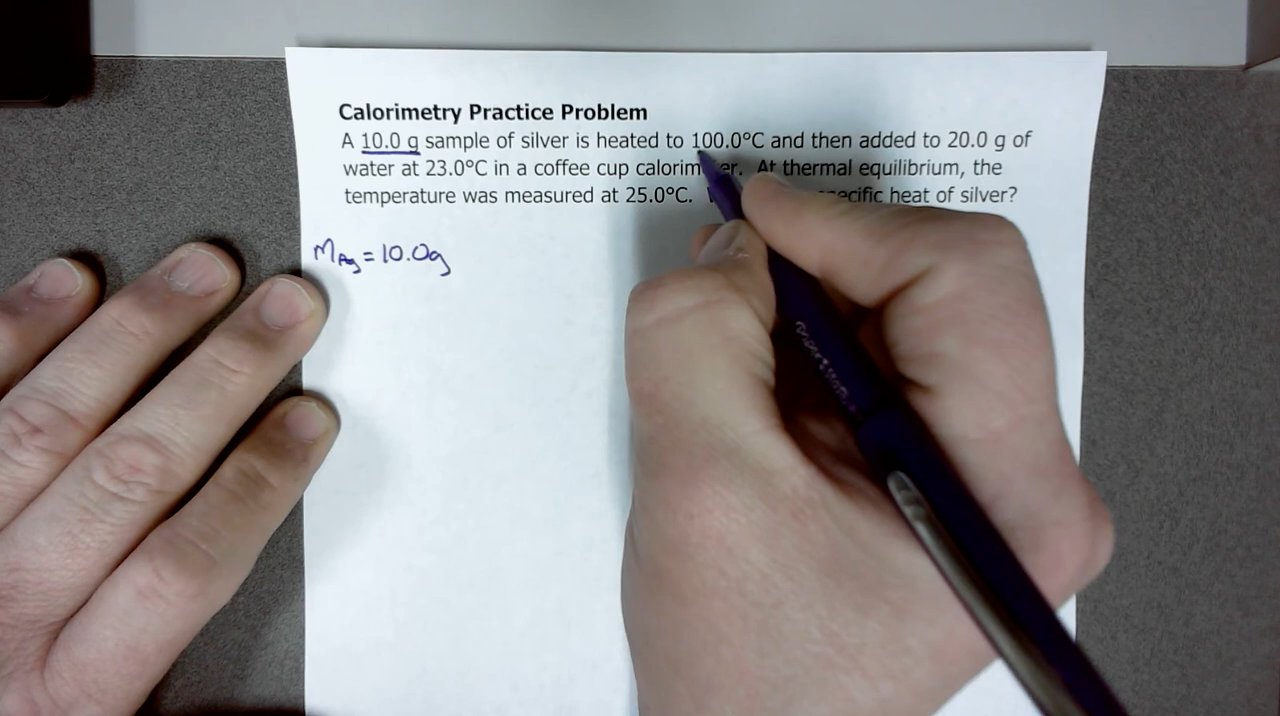 Calorimetry Practice Problem
A 10.0 g sample of silver is heated to 100.0°C and then added to 20.0 g of
water at 23.0°C in a coffee cup calorim er. At thermal equilibrium, the
temperature was measured at 25.0°C. ecific heat of silver?
mAg = 10.0g